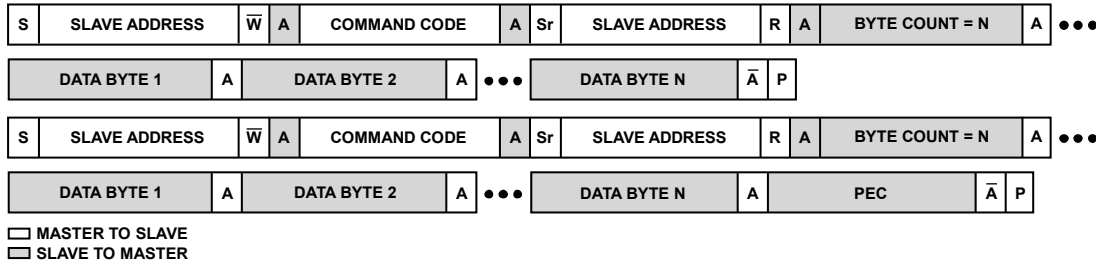 S SLAVE ADDRESS W̅ A COMMAND CODE A Sr SLAVE ADDRESS R A BYTE COUNT = N A •••
DATA BYTE 1 A DATA BYTE 2 A ••• DATA BYTE N A̅ P
S SLAVE ADDRESS W̅ A COMMAND CODE A Sr SLAVE ADDRESS R A BYTE COUNT = N A •••
DATA BYTE 1 A DATA BYTE 2 A ••• DATA BYTE N A PEC A̅ P
MASTER TO SLAVE
SLAVE TO MASTER